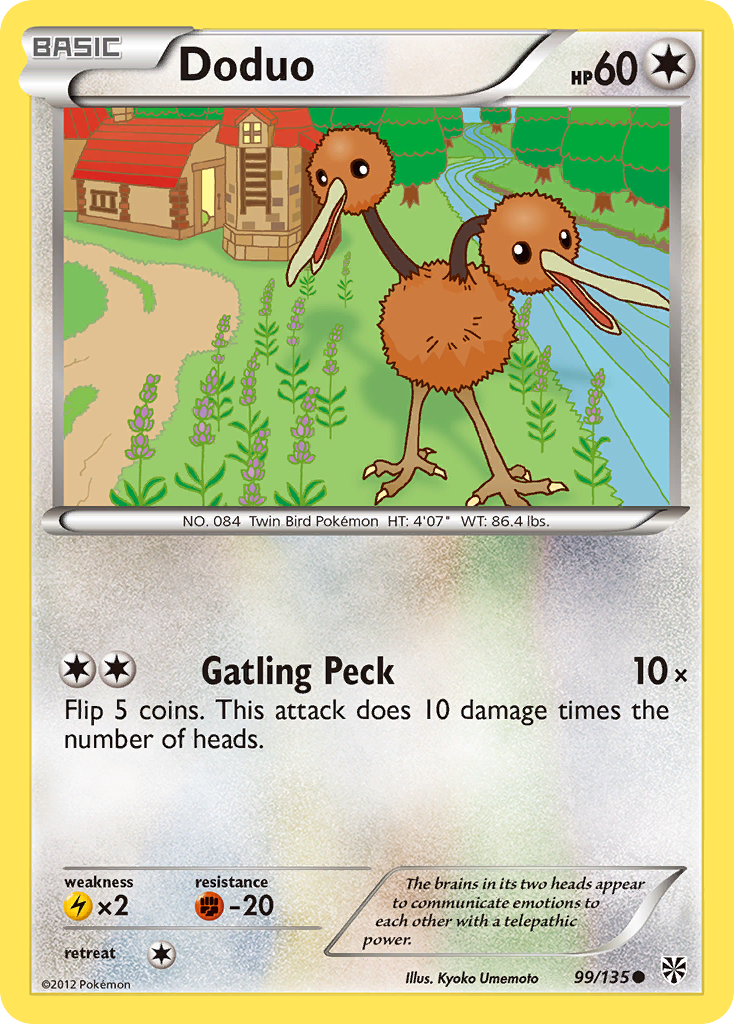 BASIC
Doduo
HP60
NO. 084 Twin Bird Pokémon HT: 4'07" WT: 86.4 lbs.
Gatling Peck 10×
Flip 5 coins. This attack does 10 damage times the
number of heads.
weakness
×2
resistance
-20
retreat
The brains in its two heads appear
to communicate emotions to
each other with a telepathic
power.
©2012 Pokémon
Illus. Kyoko Umemoto
99/135